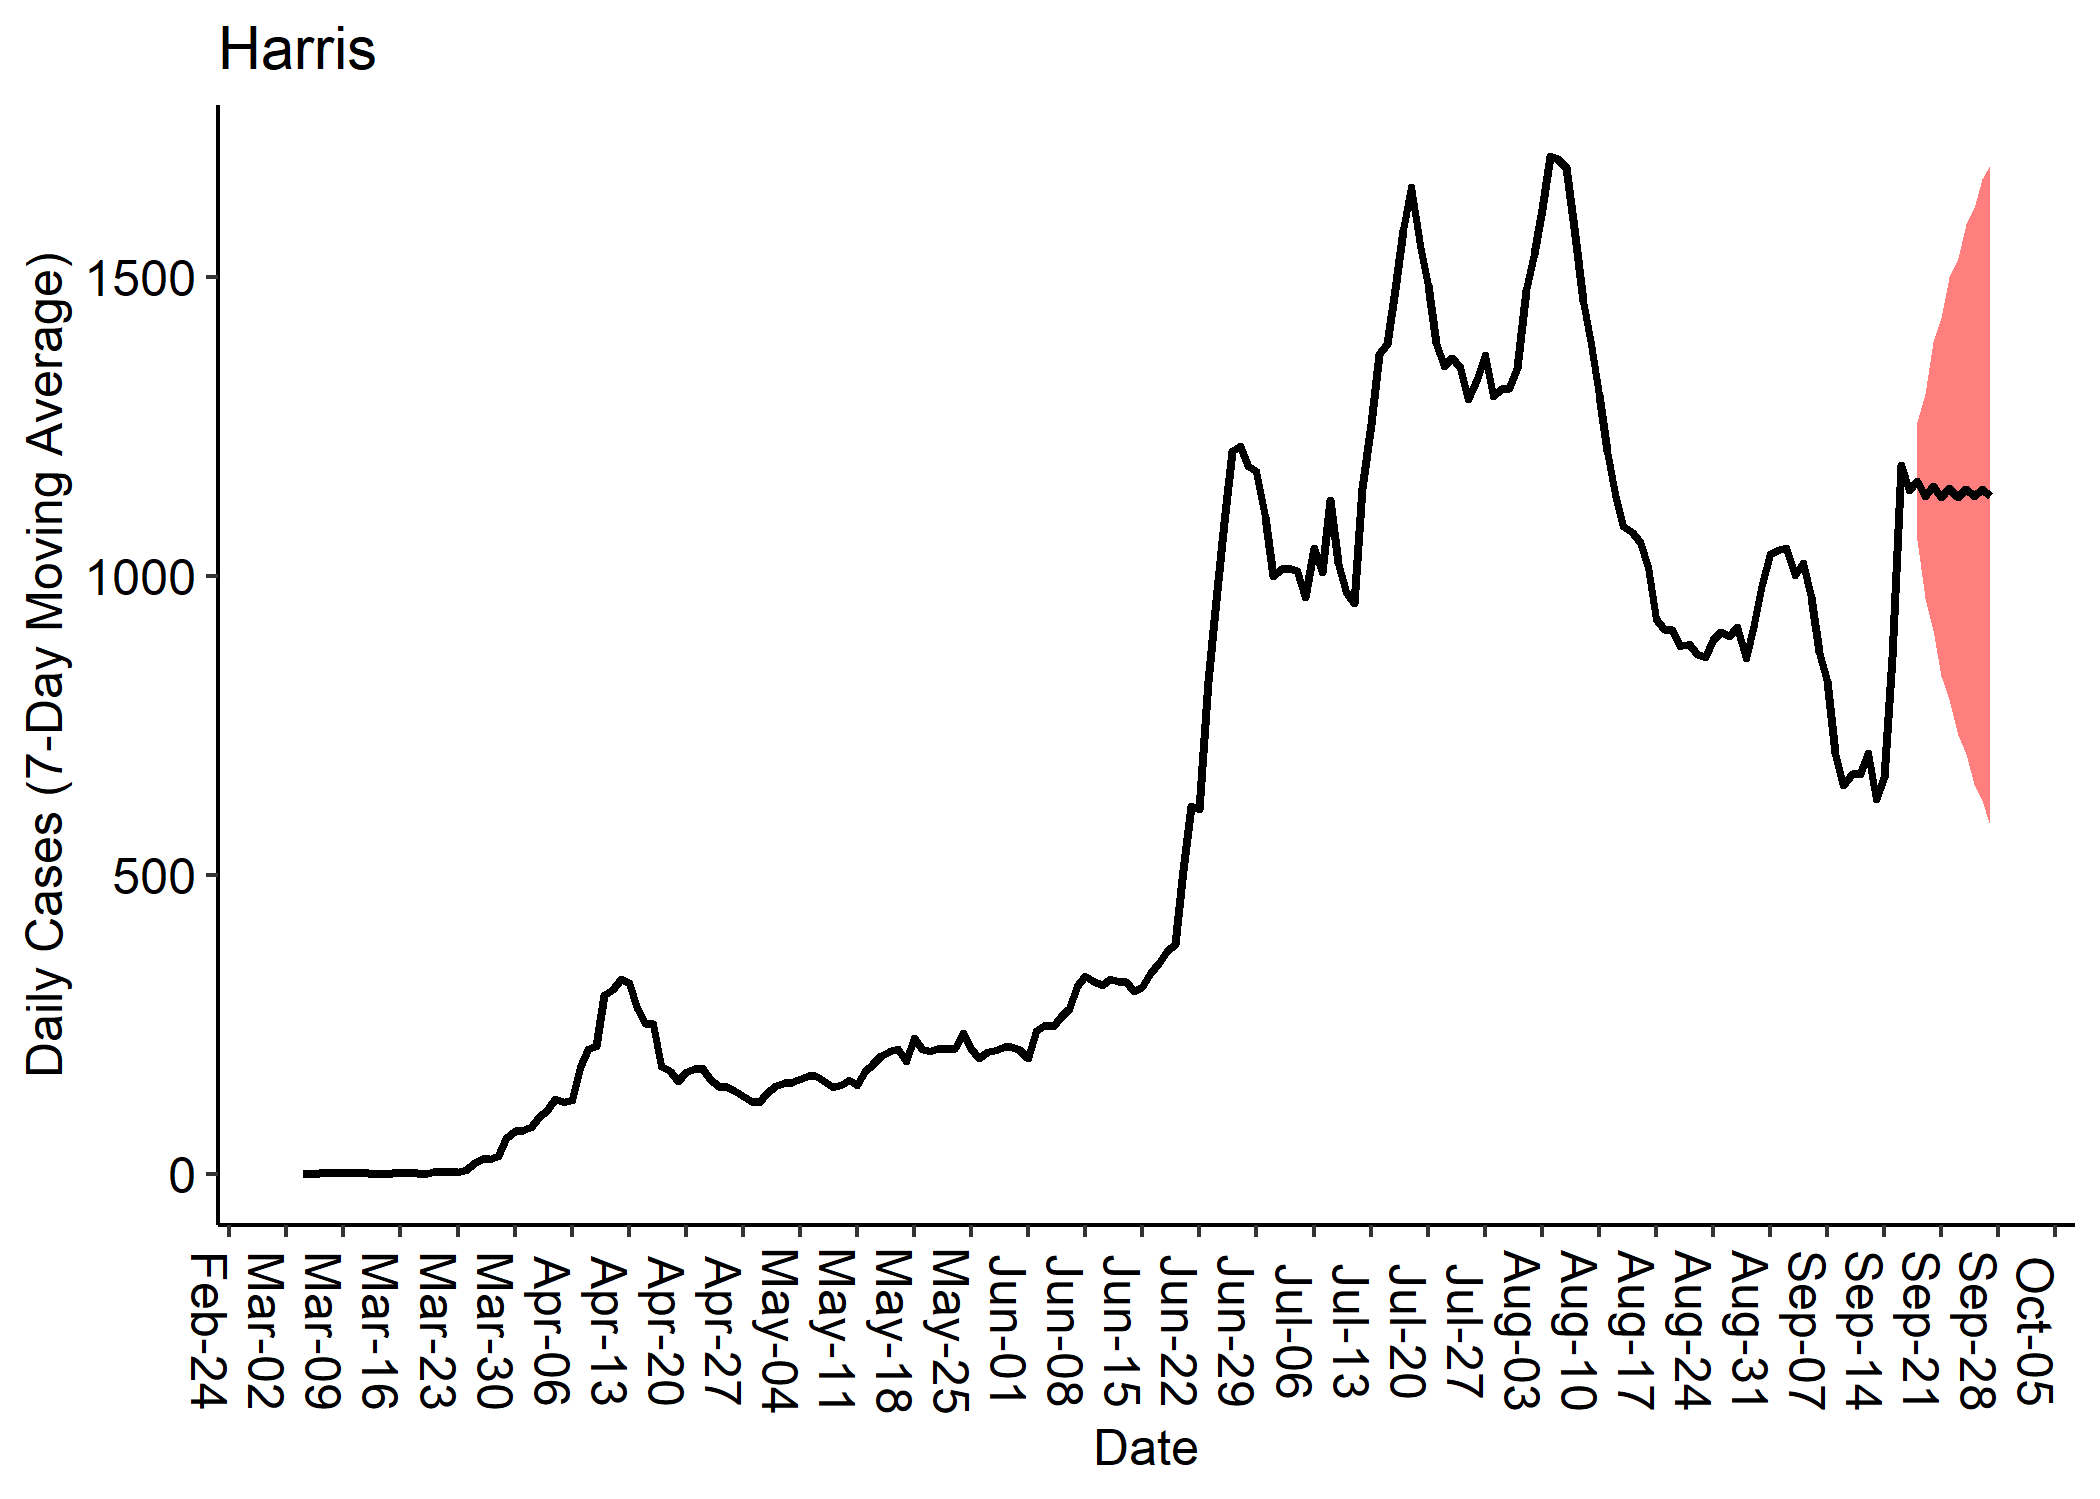 Harris
Daily Cases (7-Day Moving Average)
1500
1000
500
0
Feb-24
Mar-02
Mar-09
Mar-16
Mar-23
Mar-30
Apr-06
Apr-13
Apr-20
Apr-27
May-04
May-11
May-18
May-25
Jun-01
Jun-08
Jun-15
Jun-22
Jun-29
Jul-06
Jul-13
Jul-20
Jul-27
Aug-03
Aug-10
Aug-17
Aug-24
Aug-31
Sep-07
Sep-14
Sep-21
Sep-28
Oct-05
Date